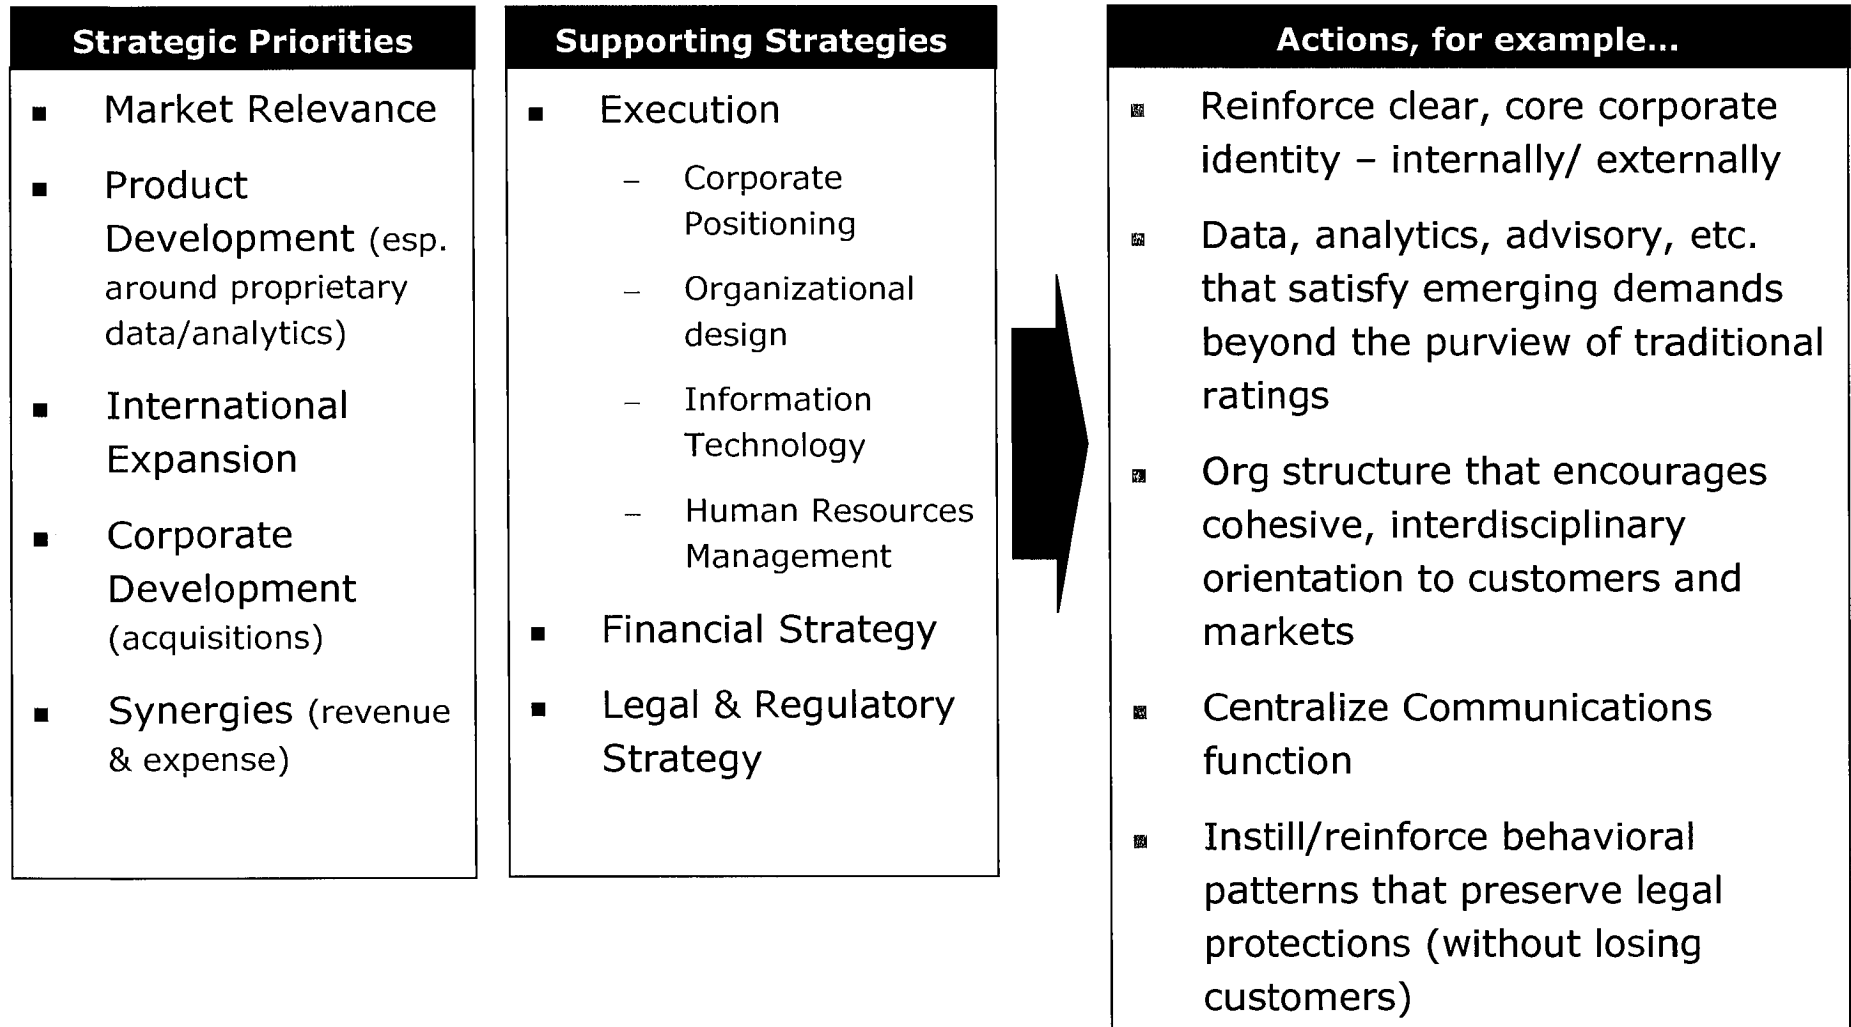 Strategic Priorities
▪ Market Relevance
▪ Product
Development (esp.
around proprietary
data/analytics)
▪ International
Expansion
▪ Corporate
Development
(acquisitions)
▪ Synergies (revenue
& expense)
Supporting Strategies
▪ Execution
– Corporate
Positioning
– Organizational
design
– Information
Technology
– Human Resources
Management
▪ Financial Strategy
▪ Legal & Regulatory
Strategy
Actions, for example...
▪ Reinforce clear, core corporate
identity – internally/ externally
▪ Data, analytics, advisory, etc.
that satisfy emerging demands
beyond the purview of traditional
ratings
▪ Org structure that encourages
cohesive, interdisciplinary
orientation to customers and
markets
▪ Centralize Communications
function
▪ Instill/reinforce behavioral
patterns that preserve legal
protections (without losing
customers)